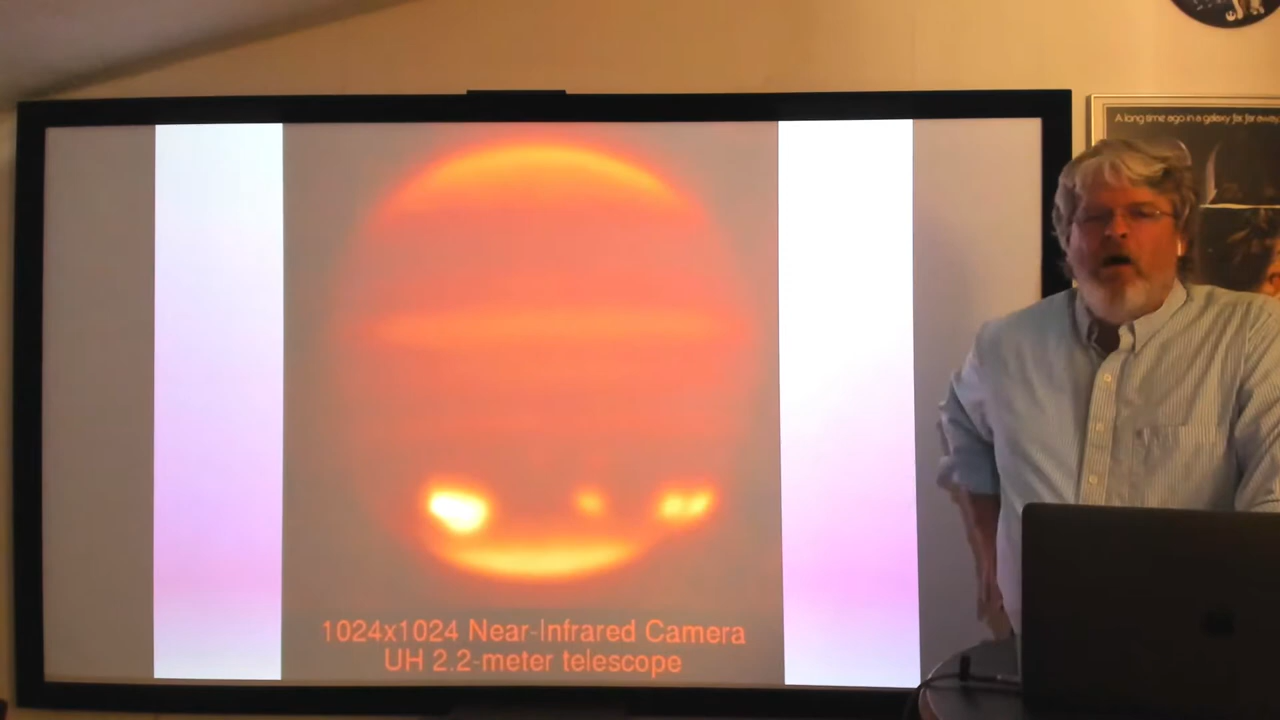 A long time ago in a galaxy far, far away...
1024x1024 Near-Infrared Camera
UH 2.2-meter telescope